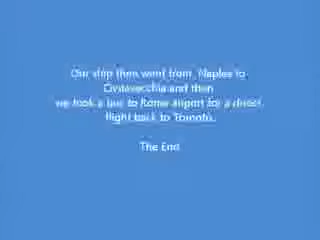 Our ship then went from Naples to
Civitavecchia and then
we took a bus to Rome airport for a direct
flight back to Toronto.
The End